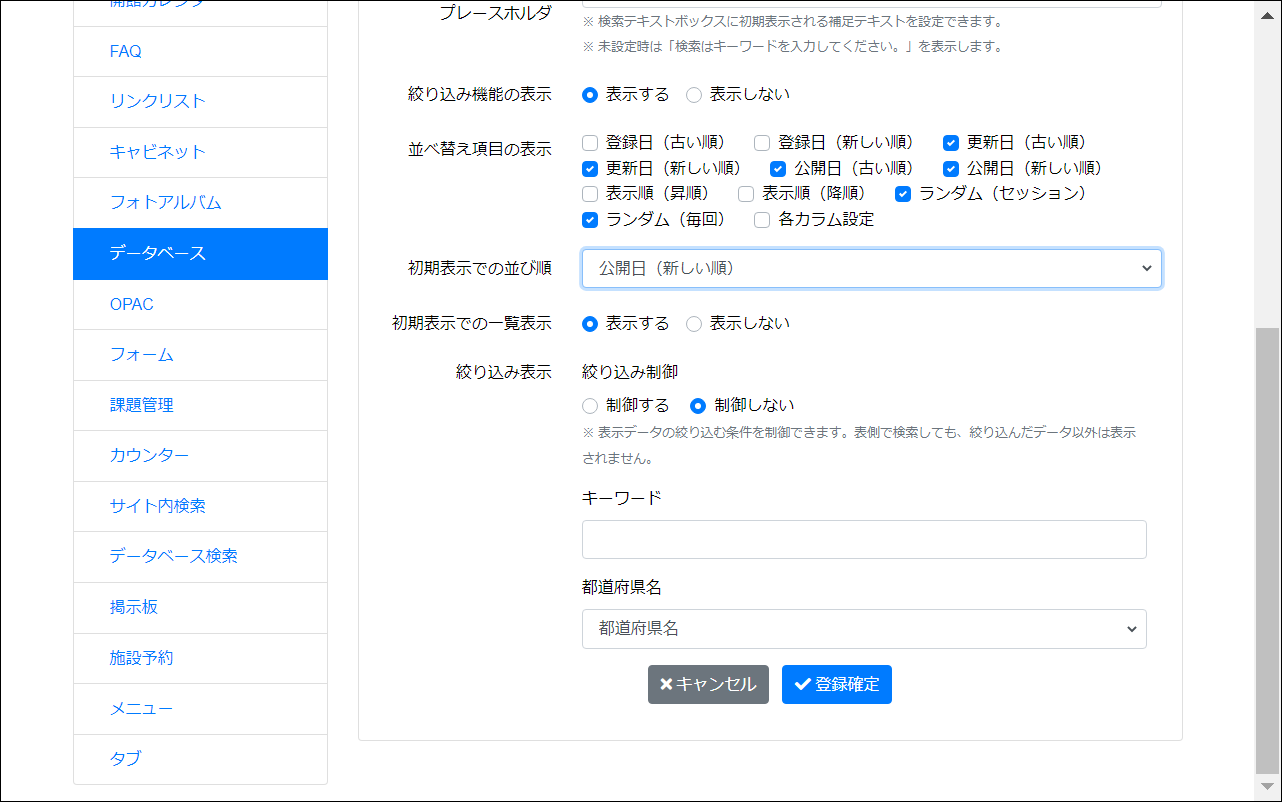 プレースホルダ
※ 検索テキストボックスに初期表示される補足テキストを設定できます。
※ 未設定時は「検索はキーワードを入力してください。」を表示します。
FAQ
リンクリスト
キャビネット
フォトアルバム
データベース
OPAC
フォーム
課題管理
カウンター
サイト内検索
データベース検索
掲示板
施設予約
メニュー
タブ
絞り込み機能の表示 表示する 表示しない
並べ替え項目の表示
登録日（古い順） 登録日（新しい順） 更新日（古い順）
更新日（新しい順） 公開日（古い順） 公開日（新しい順）
表示順（昇順） 表示順（降順） ランダム（セッション）
ランダム（毎回） 各カラム設定
初期表示での並び順 公開日（新しい順）
初期表示での一覧表示 表示する 表示しない
絞り込み表示 絞り込み制御
制御する 制御しない
※ 表示データの絞り込む条件を制御できます。表側で検索しても、絞り込んだデータ以外は表示
されません。
キーワード
都道府県名
都道府県名
キャンセル 登録確定